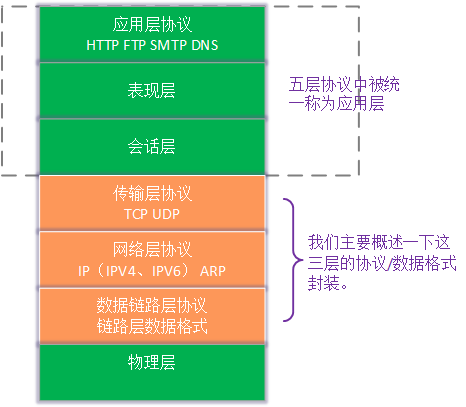 应用层协议
HTTP FTP SMTP DNS
表现层
会话层
五层协议中被统
一称为应用层
传输层协议
TCP UDP
网络层协议
IP（IPV4、IPV6） ARP
数据链路层协议
链路层数据格式
物理层
我们主要概述一下这
三层的协议/数据格式
封装。